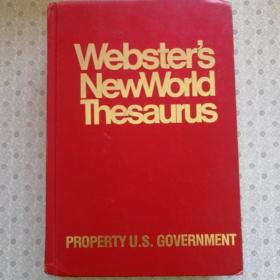 Webster's
NewWorld
Thesaurus
PROPERTY U.S. GOVERNMENT